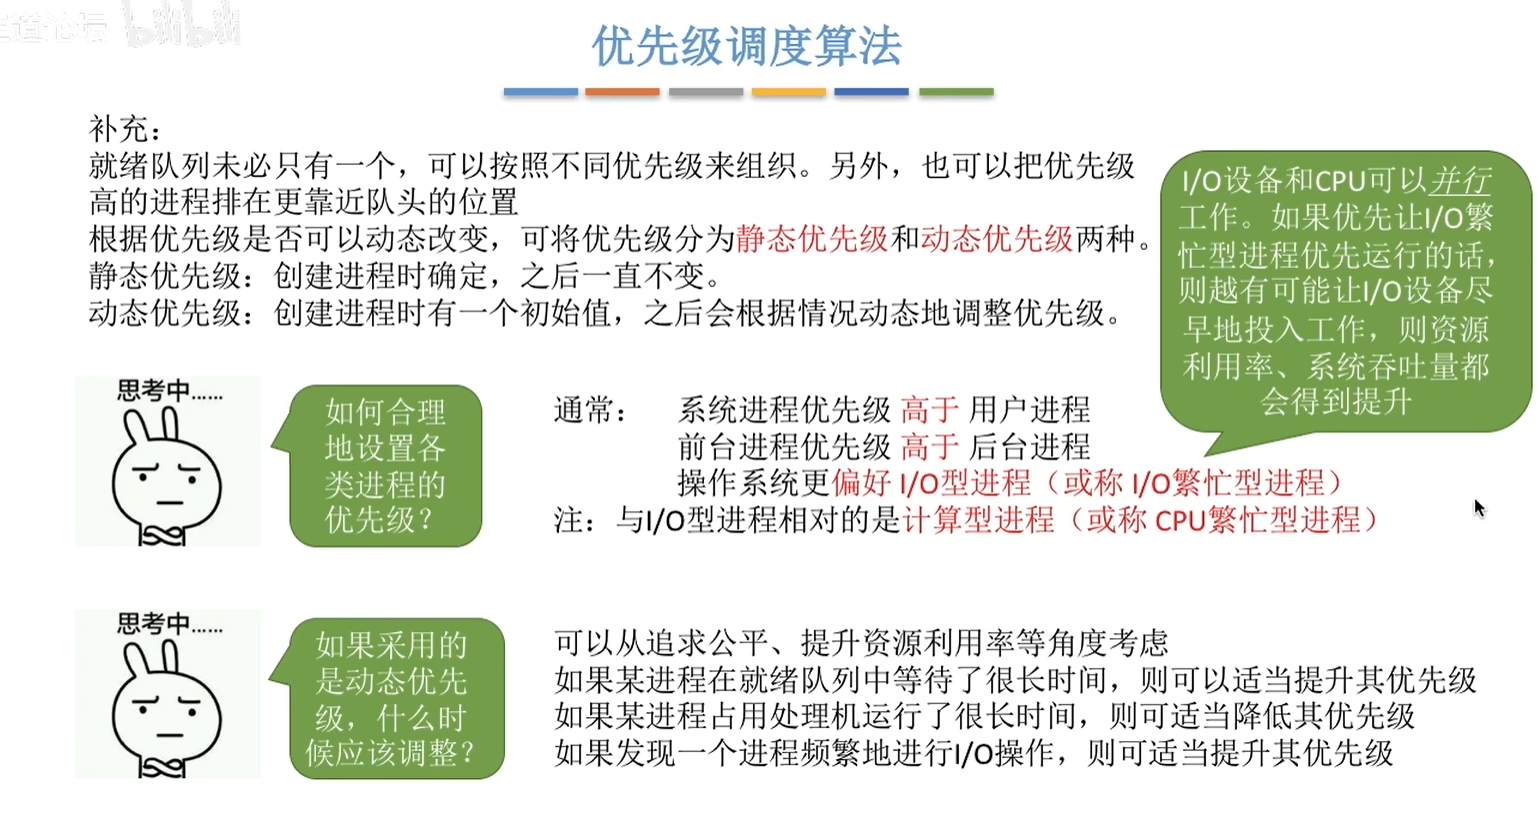 道论坛 bilibili
优先级调度算法
补充：
就绪队列未必只有一个，可以按照不同优先级来组织。另外，也可以把优先级
高的进程排在更靠近队头的位置
根据优先级是否可以动态改变，可将优先级分为静态优先级和动态优先级两种。
静态优先级：创建进程时确定，之后一直不变。
动态优先级：创建进程时有一个初始值，之后会根据情况动态地调整优先级。
I/O设备和CPU可以并行
工作。如果优先让I/O繁
忙型进程优先运行的话，
则越有可能让I/O设备尽
早地投入工作，则资源
利用率、系统吞吐量都
会得到提升
思考中......
如何合理
地设置各
类进程的
优先级？
通常： 系统进程优先级 高于 用户进程
前台进程优先级 高于 后台进程
操作系统更偏好 I/O型进程（或称 I/O繁忙型进程）
注：与I/O型进程相对的是计算型进程（或称 CPU繁忙型进程）
思考中......
如果采用的
是动态优先
级，什么时
候应该调整？
可以从追求公平、提升资源利用率等角度考虑
如果某进程在就绪队列中等待了很长时间，则可以适当提升其优先级
如果某进程占用处理机运行了很长时间，则可适当降低其优先级
如果发现一个进程频繁地进行I/O操作，则可适当提升其优先级